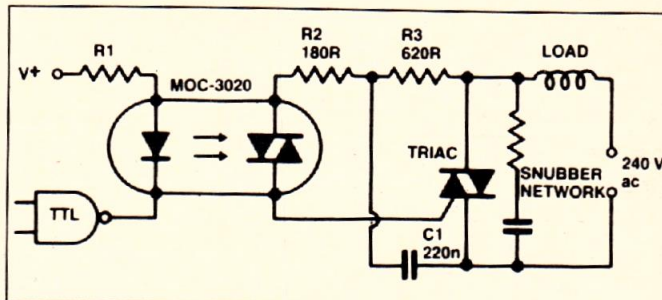 R1
V+
MOC-3020
R2
180R
R3
620R
LOAD
TRIAC
SNUBBER
NETWORK
240 V
ac
TTL
C1
220n